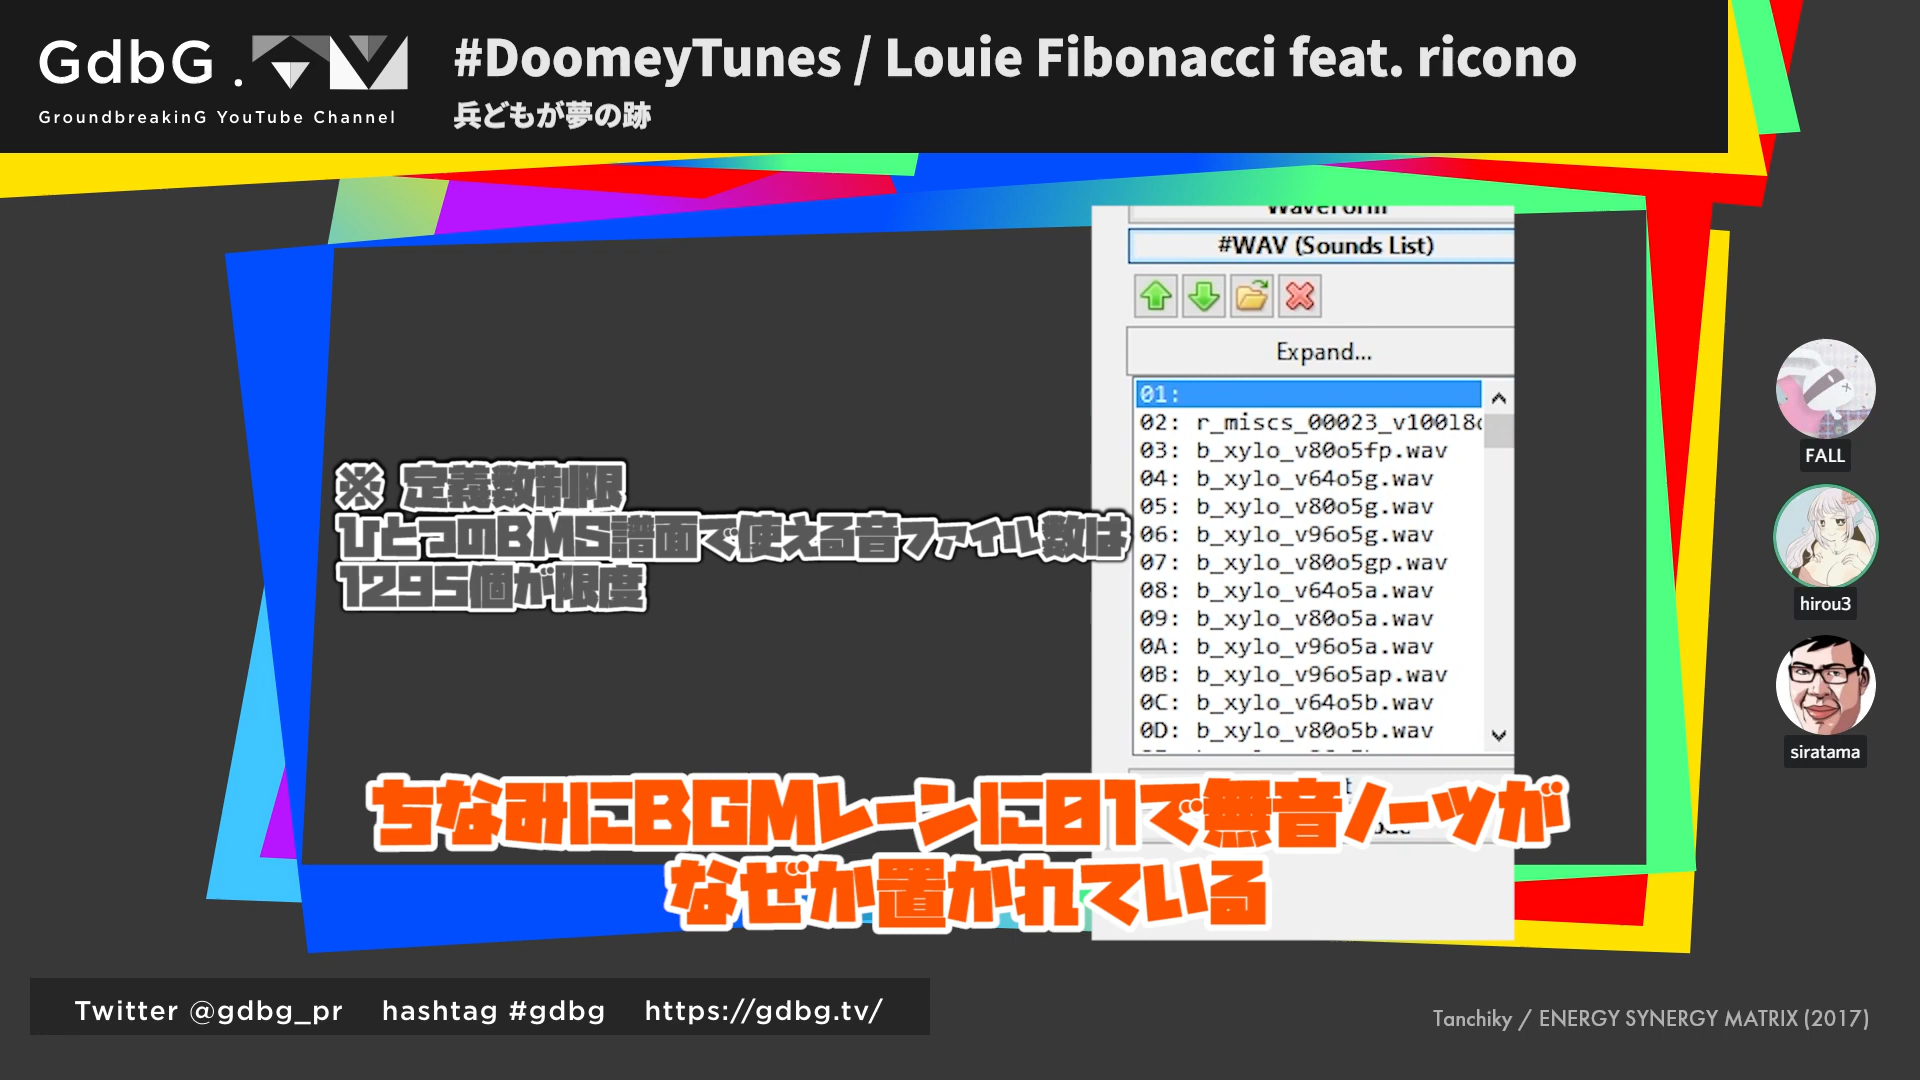 GdbG.TV
GroundbreakinG YouTube Channel
#DoomeyTunes / Louie Fibonacci feat. ricono
兵どもが夢の跡
WaveForm
#WAV (Sounds List)
Expand...
01:
02: r_miscs_00023_v100l8
03: b_xylo_v80o5fp.wav
04: b_xylo_v64o5g.wav
05: b_xylo_v80o5g.wav
06: b_xylo_v96o5g.wav
07: b_xylo_v80o5gp.wav
08: b_xylo_v64o5a.wav
09: b_xylo_v80o5a.wav
0A: b_xylo_v96o5a.wav
0B: b_xylo_v96o5ap.wav
0C: b_xylo_v64o5b.wav
0D: b_xylo_v80o5b.wav
※ 定義数制限
ひとつのBMS譜面で使える音ファイル数は
1295個が限度
ちなみにBGMレーンに01で無音ノーツが
なぜか置かれている
FALL
hirou3
siratama
Twitter @gdbg_pr hashtag #gdbg https://gdbg.tv/
Tanchiky / ENERGY SYNERGY MATRIX (2017)